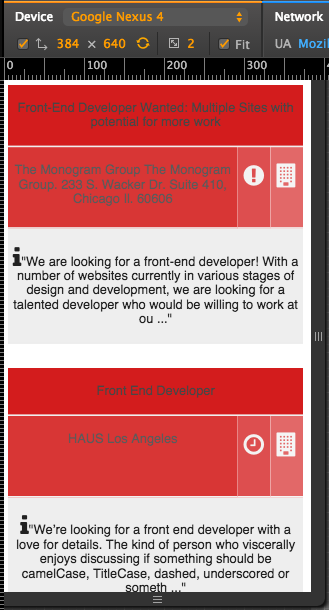 Device Google Nexus 4 Network
384 × 640 2 Fit UA Mozil
0 100 200 300
Front-End Developer Wanted: Multiple Sites with
potential for more work
The Monogram Group The Monogram
Group, 233 S. Wacker Dr, Suite 410,
Chicago IL 60606
i"We are looking for a front-end developer! With a
number of websites currently in various stages of
design and development, we are looking for a
talented developer who would be willing to work at
ou ..."
Front End Developer
HAUS Los Angeles
i"We're looking for a front end developer with a
love for details. The kind of person who viscerally
enjoys discussing if something should be
camelCase, TitleCase, dashed, underscored or
someth ..."